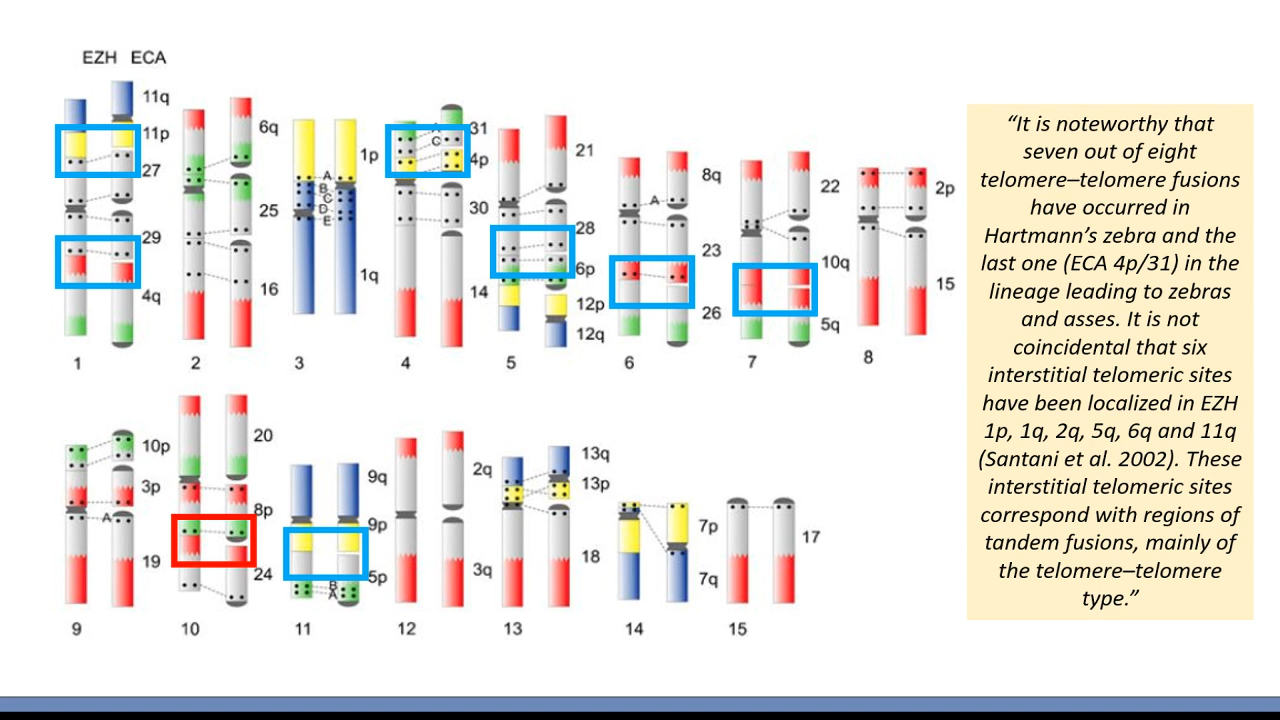 EZH ECA
11q
11p
27
29
4q
1
6q
25
16
2
1p
A
B
C
D
E
1q
3
31
C
4p
30
14
4
21
28
6p
12p
12q
5
8q
A
23
26
6
22
10q
5q
7
2p
15
8
10p
3p
A
19
9
20
8p
24
10
9q
9p
5p
B
A
11
2q
3q
12
13q
13p
18
13
7p
7q
14
17
15
“It is noteworthy that
seven out of eight
telomere–telomere fusions
have occurred in
Hartmann’s zebra and the
last one (ECA 4p/31) in the
lineage leading to zebras
and asses. It is not
coincidental that six
interstitial telomeric sites
have been localized in EZH
1p, 1q, 2q, 5q, 6q and 11q
(Santani et al. 2002). These
interstitial telomeric sites
correspond with regions of
tandem fusions, mainly of
the telomere–telomere
type.”